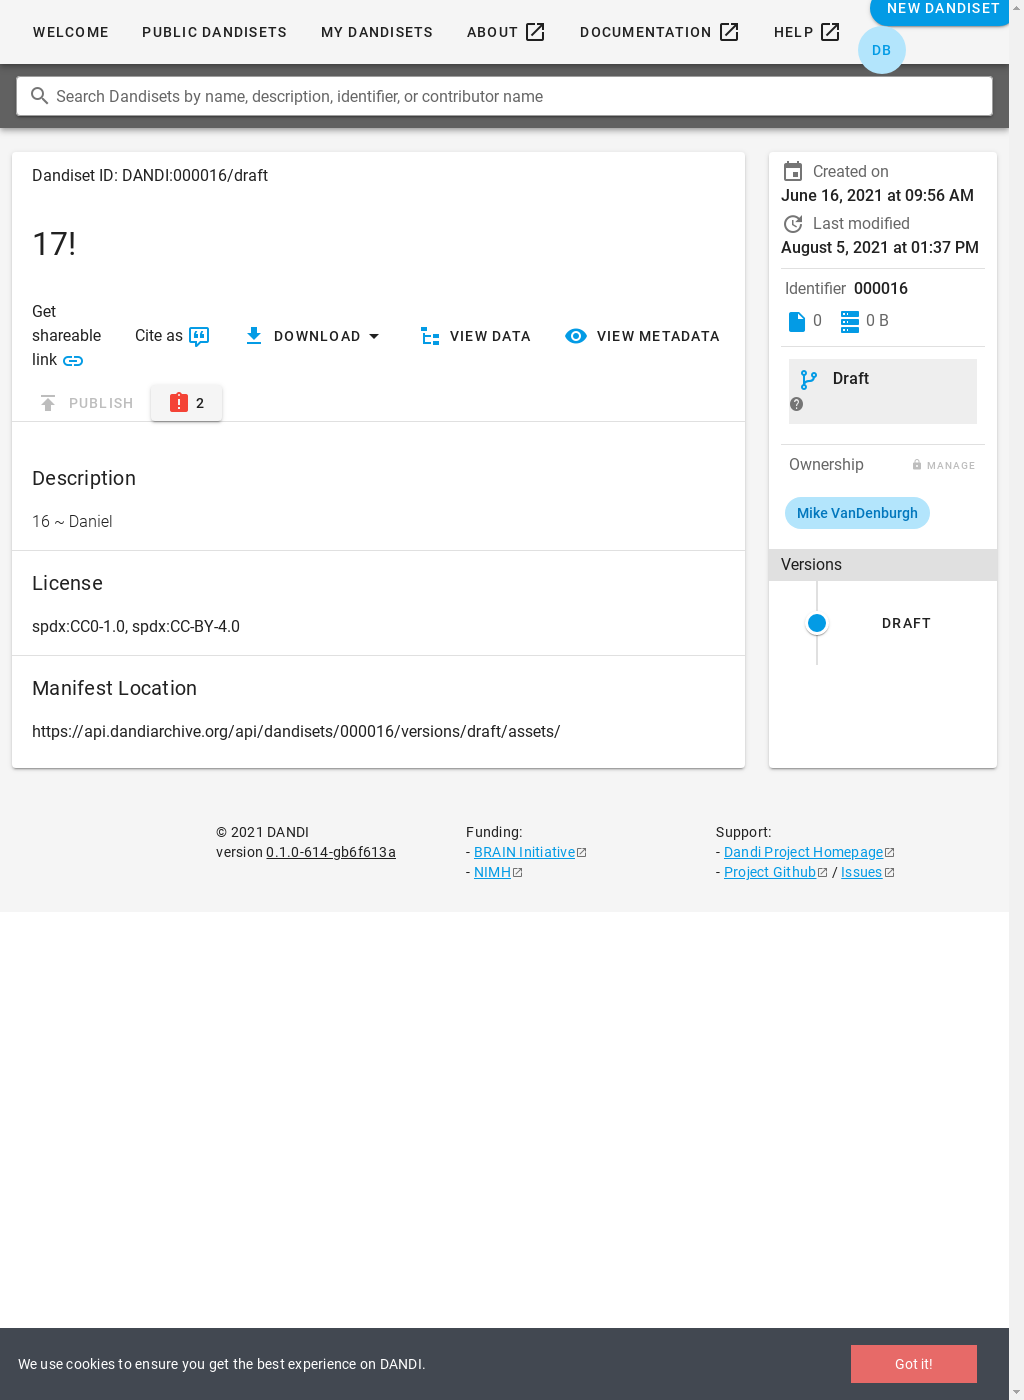 WELCOME PUBLIC DANDISETS MY DANDISETS ABOUT DOCUMENTATION HELP NEW DANDISET
DB
Search Dandisets by name, description, identifier, or contributor name
Dandiset ID: DANDI:000016/draft
17!
Get
shareable
link
Cite as
DOWNLOAD
VIEW DATA
VIEW METADATA
PUBLISH
2
Description
16 ~ Daniel
License
spdx:CC0-1.0, spdx:CC-BY-4.0
Manifest Location
https://api.dandiarchive.org/api/dandisets/000016/versions/draft/assets/
Created on
June 16, 2021 at 09:56 AM
Last modified
August 5, 2021 at 01:37 PM
Identifier 000016
0 0 B
Draft
Ownership MANAGE
Mike VanDenburgh
Versions
DRAFT
© 2021 DANDI
version 0.1.0-614-gb6f613a
Funding:
- BRAIN Initiative
- NIMH
Support:
- Dandi Project Homepage
- Project Github / Issues
We use cookies to ensure you get the best experience on DANDI.
Got it!